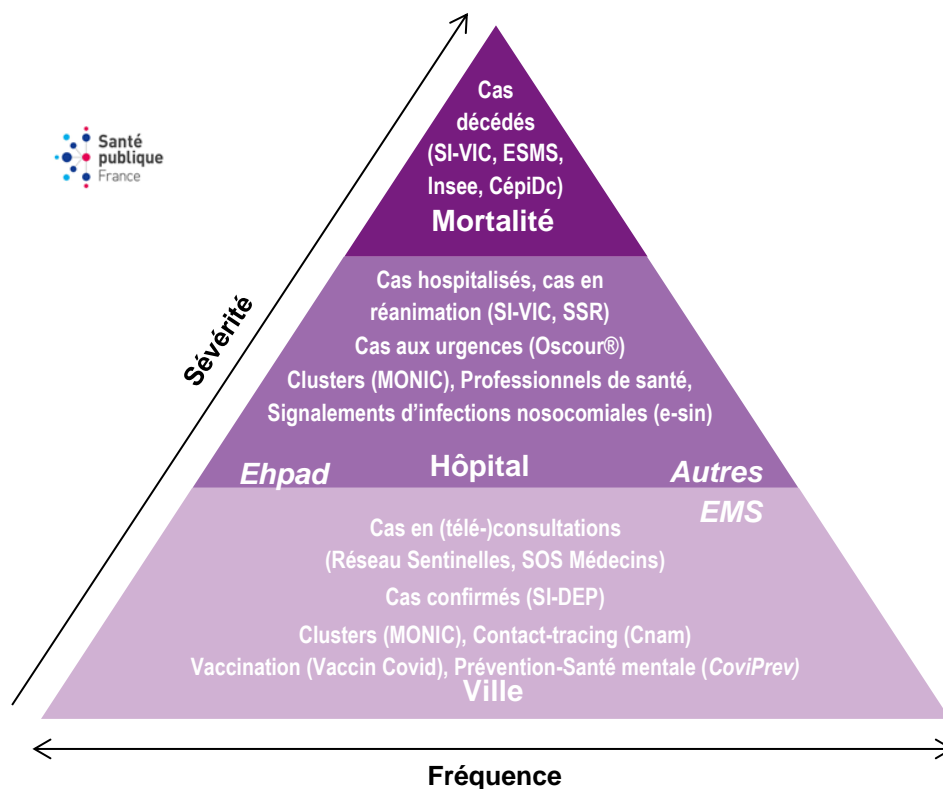 Santé
publique
France
Cas
décédés
(SI-VIC, ESMS,
Insee, CépiDc)
Mortalité
Sévérité
Cas hospitalisés, cas en
réanimation (SI-VIC, SSR)
Cas aux urgences (Oscour®)
Clusters (MONIC), Professionnels de santé,
Signalements d’infections nosocomiales (e-sin)
Ehpad Hôpital Autres
EMS
Cas en (télé-)consultations
(Réseau Sentinelles, SOS Médecins)
Cas confirmés (SI-DEP)
Clusters (MONIC), Contact-tracing (Cnam)
Vaccination (Vaccin Covid), Prévention-Santé mentale (CoviPrev)
Ville
Fréquence